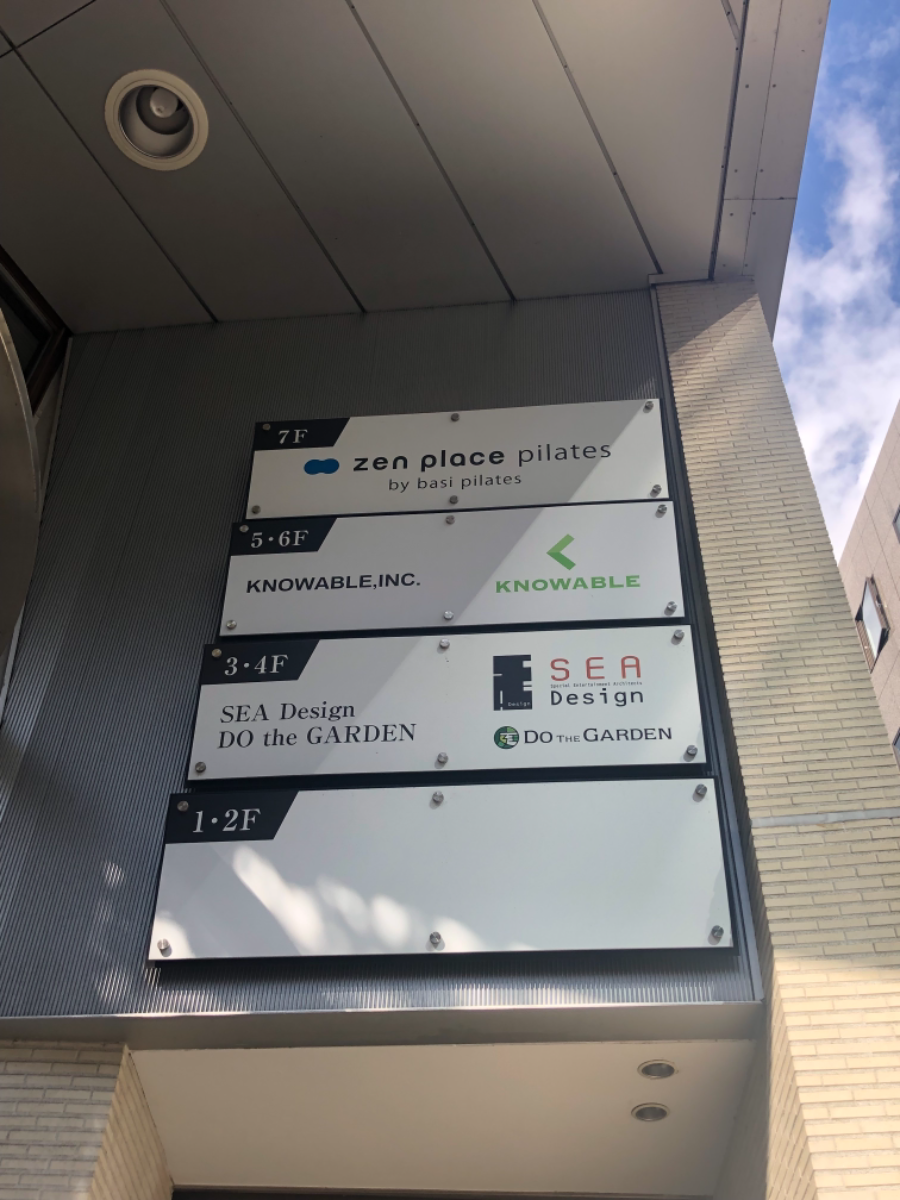 7F
zen place pilates
by basi pilates
5・6F
KNOWABLE,INC.
KNOWABLE
3・4F
SEA Design
DO the GARDEN
Design
SEA
Design
DO THE GARDEN
1・2F